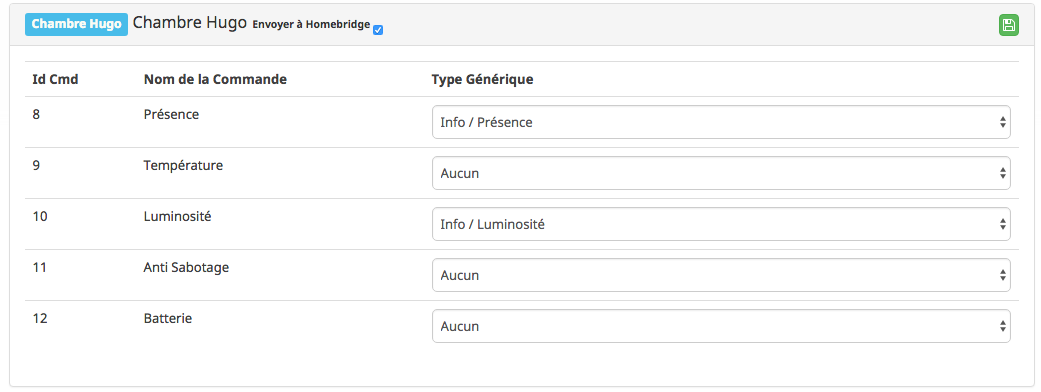 Chambre Hugo Chambre Hugo Envoyer à Homebridge
Id Cmd Nom de la Commande Type Générique
8 Présence Info / Présence
9 Température Aucun
10 Luminosité Info / Luminosité
11 Anti Sabotage Aucun
12 Batterie Aucun